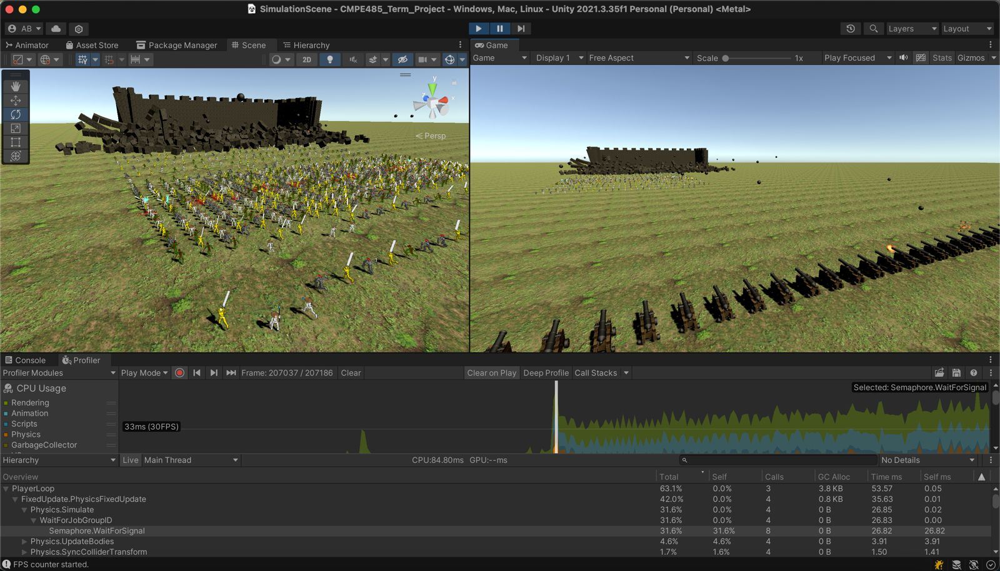 SimulationScene - CMPE485_Term_Project - Windows, Mac, Linux - Unity 2021.3.35f1 Personal (Personal) <Metal>
AB
Layers
Layout
Animator
Asset Store
Package Manager
Scene
Hierarchy
Game
2D
Game
Display 1
Free Aspect
Scale
1x
Play Focused
Stats
Gizmos
y
x
z
Persp
Console
Profiler
Profiler Modules
Play Mode
Frame: 207037 / 207186
Clear
Clear on Play
Deep Profile
Call Stacks
CPU Usage
Selected: Semaphore.WaitForSignal
Rendering
Animation
Scripts
Physics
GarbageCollector
33ms (30FPS)
Hierarchy
Live
Main Thread
CPU:84.80ms GPU:--ms
No Details
Overview Total Self Calls GC Alloc Time ms Self ms
PlayerLoop 63.1% 0.0% 3 3.8 KB 53.57 0.05
FixedUpdate.PhysicsFixedUpdate 42.0% 0.0% 4 0.8 KB 35.63 0.01
Physics.Simulate 31.6% 0.0% 4 0 B 26.85 0.02
WaitForJobGroupID 31.6% 0.0% 4 0 B 26.83 0.00
Semaphore.WaitForSignal 31.6% 31.6% 8 0 B 26.82 26.82
Physics.UpdateBodies 4.6% 4.6% 4 0 B 3.91 3.91
Physics.SyncColliderTransform 1.7% 1.6% 4 0 B 1.50 1.41
FPS counter started.